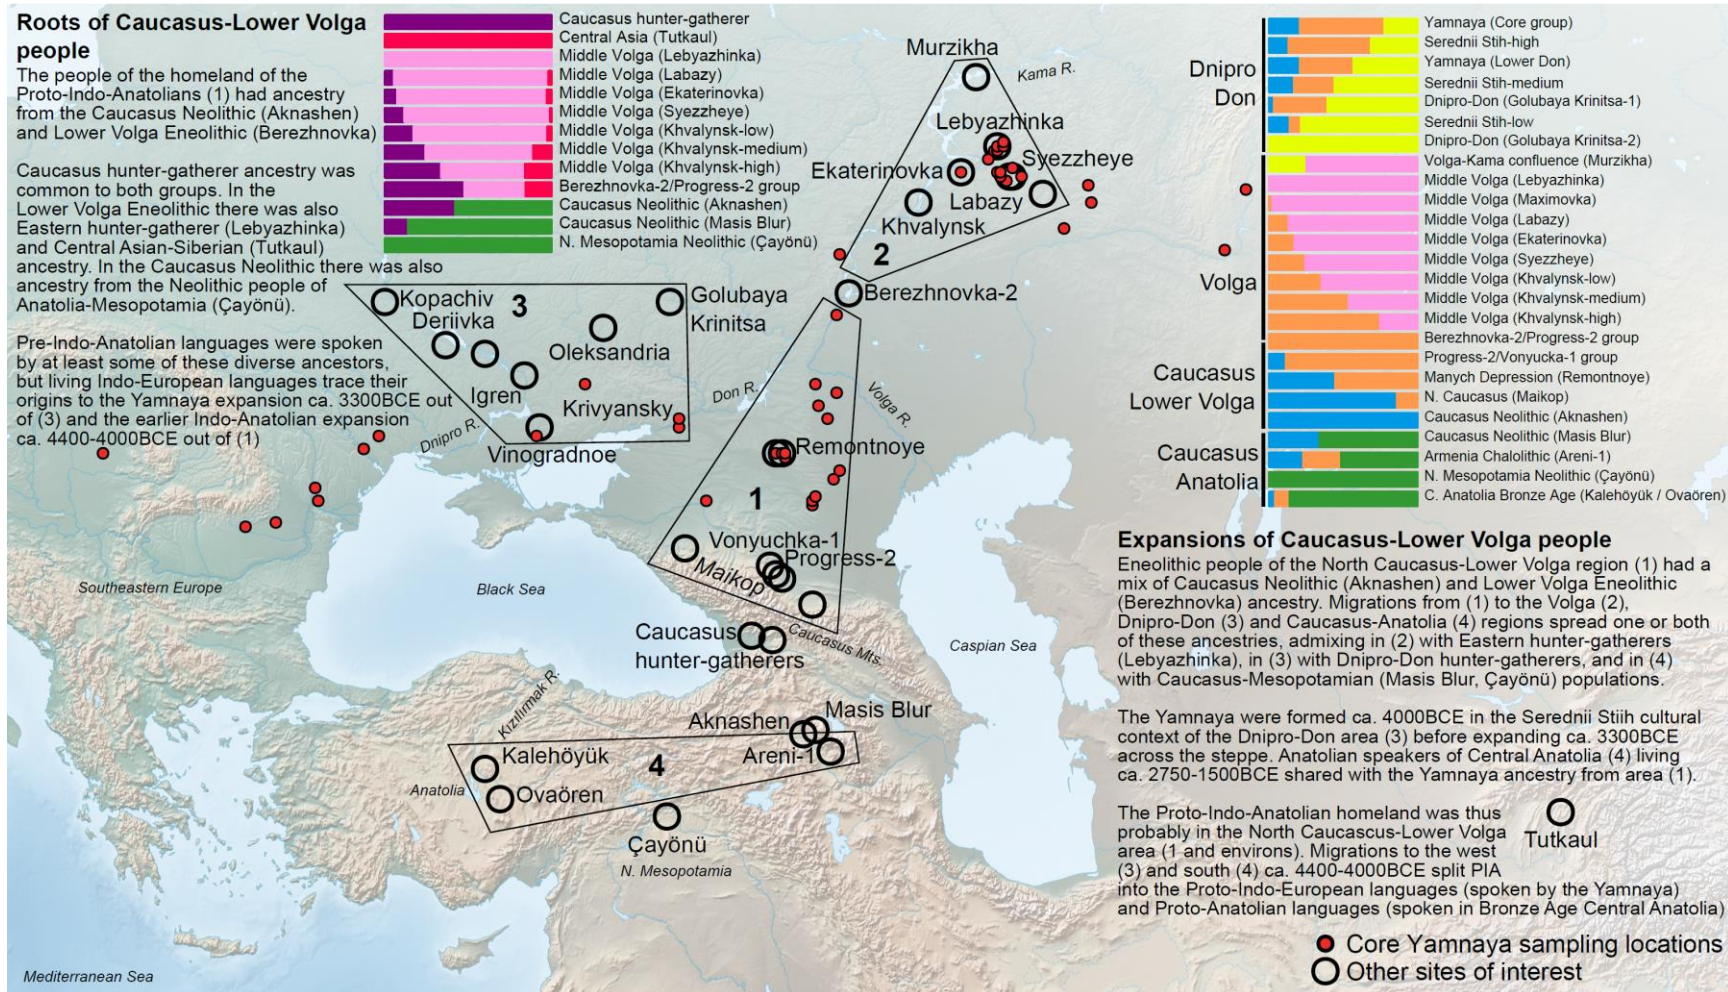 Roots of Caucasus-Lower Volga
people
The people of the homeland of the
Proto-Indo-Anatolians (1) had ancestry
from the Caucasus Neolithic (Aknashen)
and Lower Volga Eneolithic (Berezhnovka)
Caucasus hunter-gatherer ancestry was
common to both groups. In the
Lower Volga Eneolithic there was also
Eastern hunter-gatherer (Lebyazhinka)
and Central Asian-Siberian (Tutkaul)
ancestry. In the Caucasus Neolithic there was also
ancestry from the Neolithic people of
Anatolia-Mesopotamia (Çayönü).
Pre-Indo-Anatolian languages were spoken
by at least some of these diverse ancestors,
but living Indo-European languages trace their
origins to the Yamnaya expansion ca. 3300BCE out
of (3) and the earlier Indo-Anatolian expansion
ca. 4400-4000BCE out of (1)
Caucasus hunter-gatherer
Central Asia (Tutkaul)
Middle Volga (Lebyazhinka)
Middle Volga (Labazy)
Middle Volga (Ekaterinovka)
Middle Volga (Syezzheye)
Middle Volga (Khvalynsk-low)
Middle Volga (Khvalynsk-medium)
Middle Volga (Khvalynsk-high)
Berezhnovka-2/Progress-2 group
Caucasus Neolithic (Aknashen)
Caucasus Neolithic (Masis Blur)
N. Mesopotamia Neolithic (Çayönü)
Murzikha
Kama R.
Lebyazhinka
Syezzheye
Ekaterinovka
Labazy
Khvalynsk
2
Berezhnovka-2
Kopachiv
3
Golubaya
Krinitsa
Deriivka
Oleksandria
Igren
Krivyansky
Don R.
Volga R.
Dnipro R.
Vinogradnoe
Remontnoye
1
Vonyuchka-1
Progress-2
Maikop
Southeastern Europe
Black Sea
Caspian Sea
Caucasus
hunter-gatherers
Caucasus Mts.
Kızılırmak R.
Aknashen
Masis Blur
Kalehöyük
4
Areni-1
Anatolia
Ovaören
Çayönü
N. Mesopotamia
Mediterranean Sea
Dnipro
Don
Volga
Caucasus
Lower Volga
Caucasus
Anatolia
Yamnaya (Core group)
Serednii Stih-high
Yamnaya (Lower Don)
Serednii Stih-medium
Dnipro-Don (Golubaya Krinitsa-1)
Serednii Stih-low
Dnipro-Don (Golubaya Krinitsa-2)
Volga-Kama confluence (Murzikha)
Middle Volga (Lebyazhinka)
Middle Volga (Maximovka)
Middle Volga (Labazy)
Middle Volga (Ekaterinovka)
Middle Volga (Syezzheye)
Middle Volga (Khvalynsk-low)
Middle Volga (Khvalynsk-medium)
Middle Volga (Khvalynsk-high)
Berezhnovka-2/Progress-2 group
Progress-2/Vonyucka-1 group
Manych Depression (Remontnoye)
N. Caucasus (Maikop)
Caucasus Neolithic (Aknashen)
Caucasus Neolithic (Masis Blur)
Armenia Chalolithic (Areni-1)
N. Mesopotamia Neolithic (Çayönü)
C. Anatolia Bronze Age (Kalehöyük / Ovaören)
Expansions of Caucasus-Lower Volga people
Eneolithic people of the North Caucasus-Lower Volga region (1) had a
mix of Caucasus Neolithic (Aknashen) and Lower Volga Eneolithic
(Berezhnovka) ancestry. Migrations from (1) to the Volga (2),
Dnipro-Don (3) and Caucasus-Anatolia (4) regions spread one or both
of these ancestries, admixing in (2) with Eastern hunter-gatherers
(Lebyazhinka), in (3) with Dnipro-Don hunter-gatherers, and in (4)
with Caucasus-Mesopotamian (Masis Blur, Çayönü) populations.
The Yamnaya were formed ca. 4000BCE in the Serednii Stiih cultural
context of the Dnipro-Don area (3) before expanding ca. 3300BCE
across the steppe. Anatolian speakers of Central Anatolia (4) living
ca. 2750-1500BCE shared with the Yamnaya ancestry from area (1).
The Proto-Indo-Anatolian homeland was thus
probably in the North Caucascus-Lower Volga
area (1 and environs). Migrations to the west
(3) and south (4) ca. 4400-4000BCE split PIA
into the Proto-Indo-European languages (spoken by the Yamnaya)
and Proto-Anatolian languages (spoken in Bronze Age Central Anatolia)
Tutkaul
Core Yamnaya sampling locations
Other sites of interest